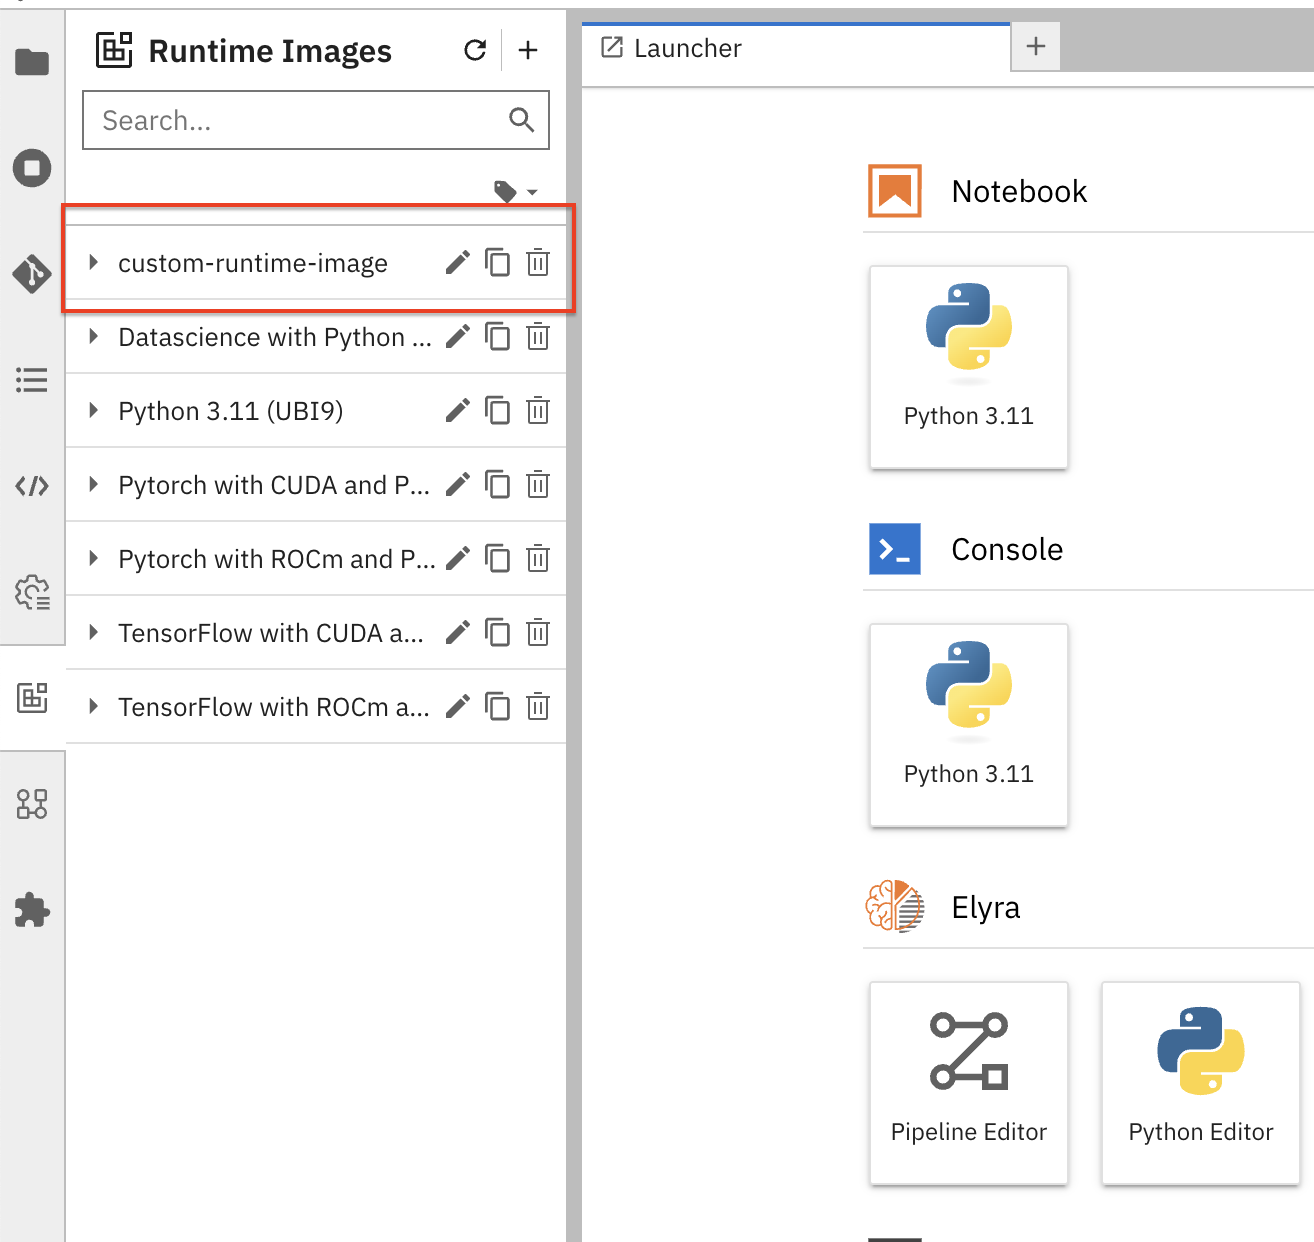 Runtime Images
Search...
custom-runtime-image
Datascience with Python ...
Python 3.11 (UBI9)
Pytorch with CUDA and P...
Pytorch with ROCm and P...
TensorFlow with CUDA a...
TensorFlow with ROCm a...
Launcher
Notebook
Python 3.11
Console
Python 3.11
Elyra
Pipeline Editor
Python Editor